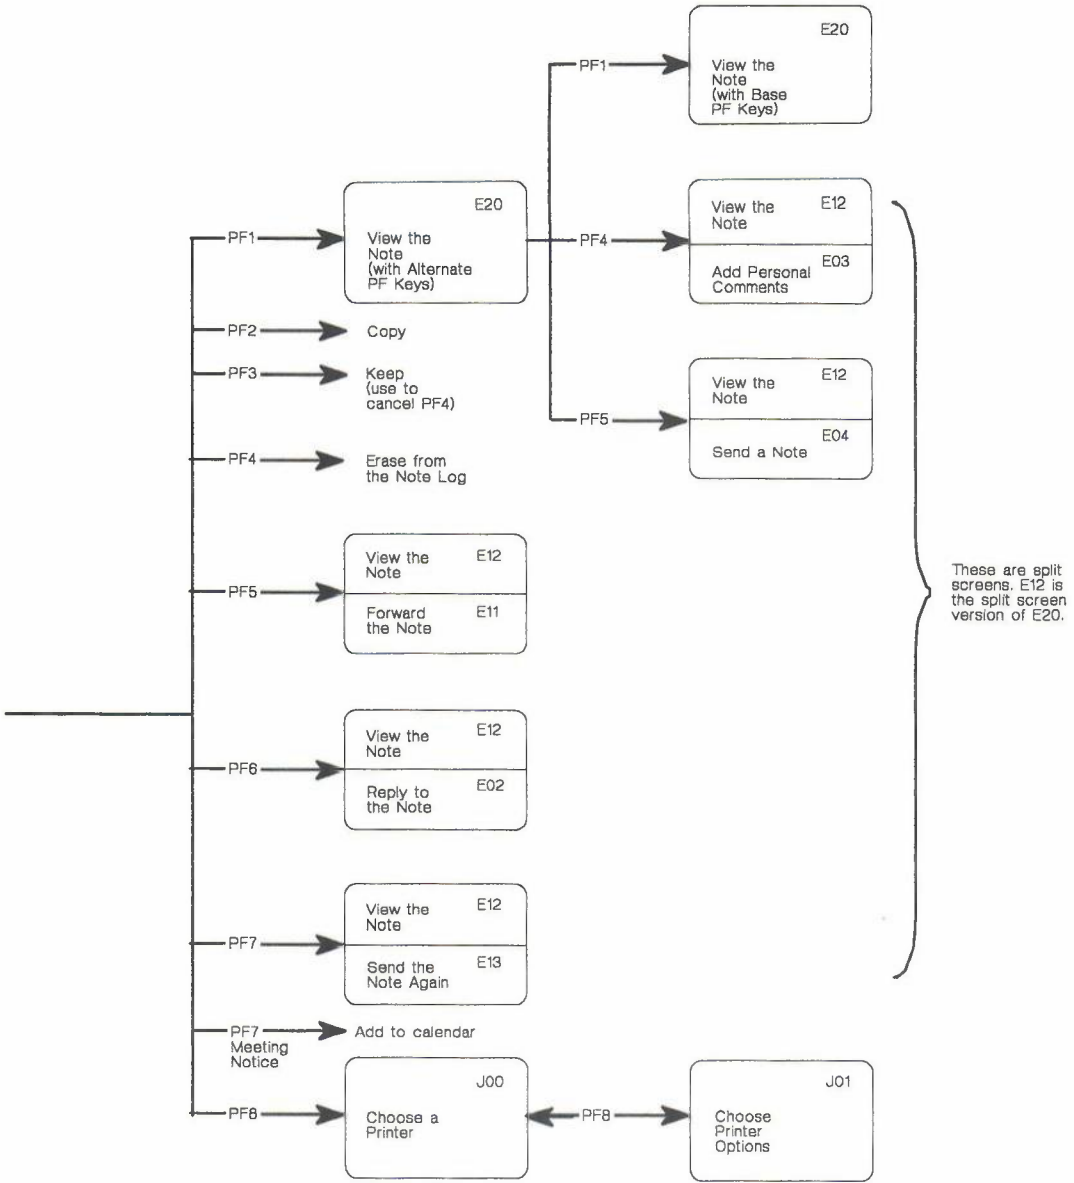 E20
PF1
View the
Note
(with Base
PF Keys)
E20
PF1
View the
Note
(with Alternate
PF Keys)
View the E12
Note
PF4
Add Personal E03
Comments
PF2
Copy
PF3
Keep
(use to
cancel PF4)
View the E12
Note
PF5
Send a Note E04
PF4
Erase from
the Note Log
View the E12
Note
PF5
Forward E11
the Note
These are split
screens. E12 is
the split screen
version of E20.
View the E12
Note
PF6
Reply to E02
the Note
View the E12
Note
PF7
Send the E13
Note Again
PF7
Meeting
Notice
Add to calendar
J00
PF8
Choose a
Printer
PF8
J01
Choose
Printer
Options